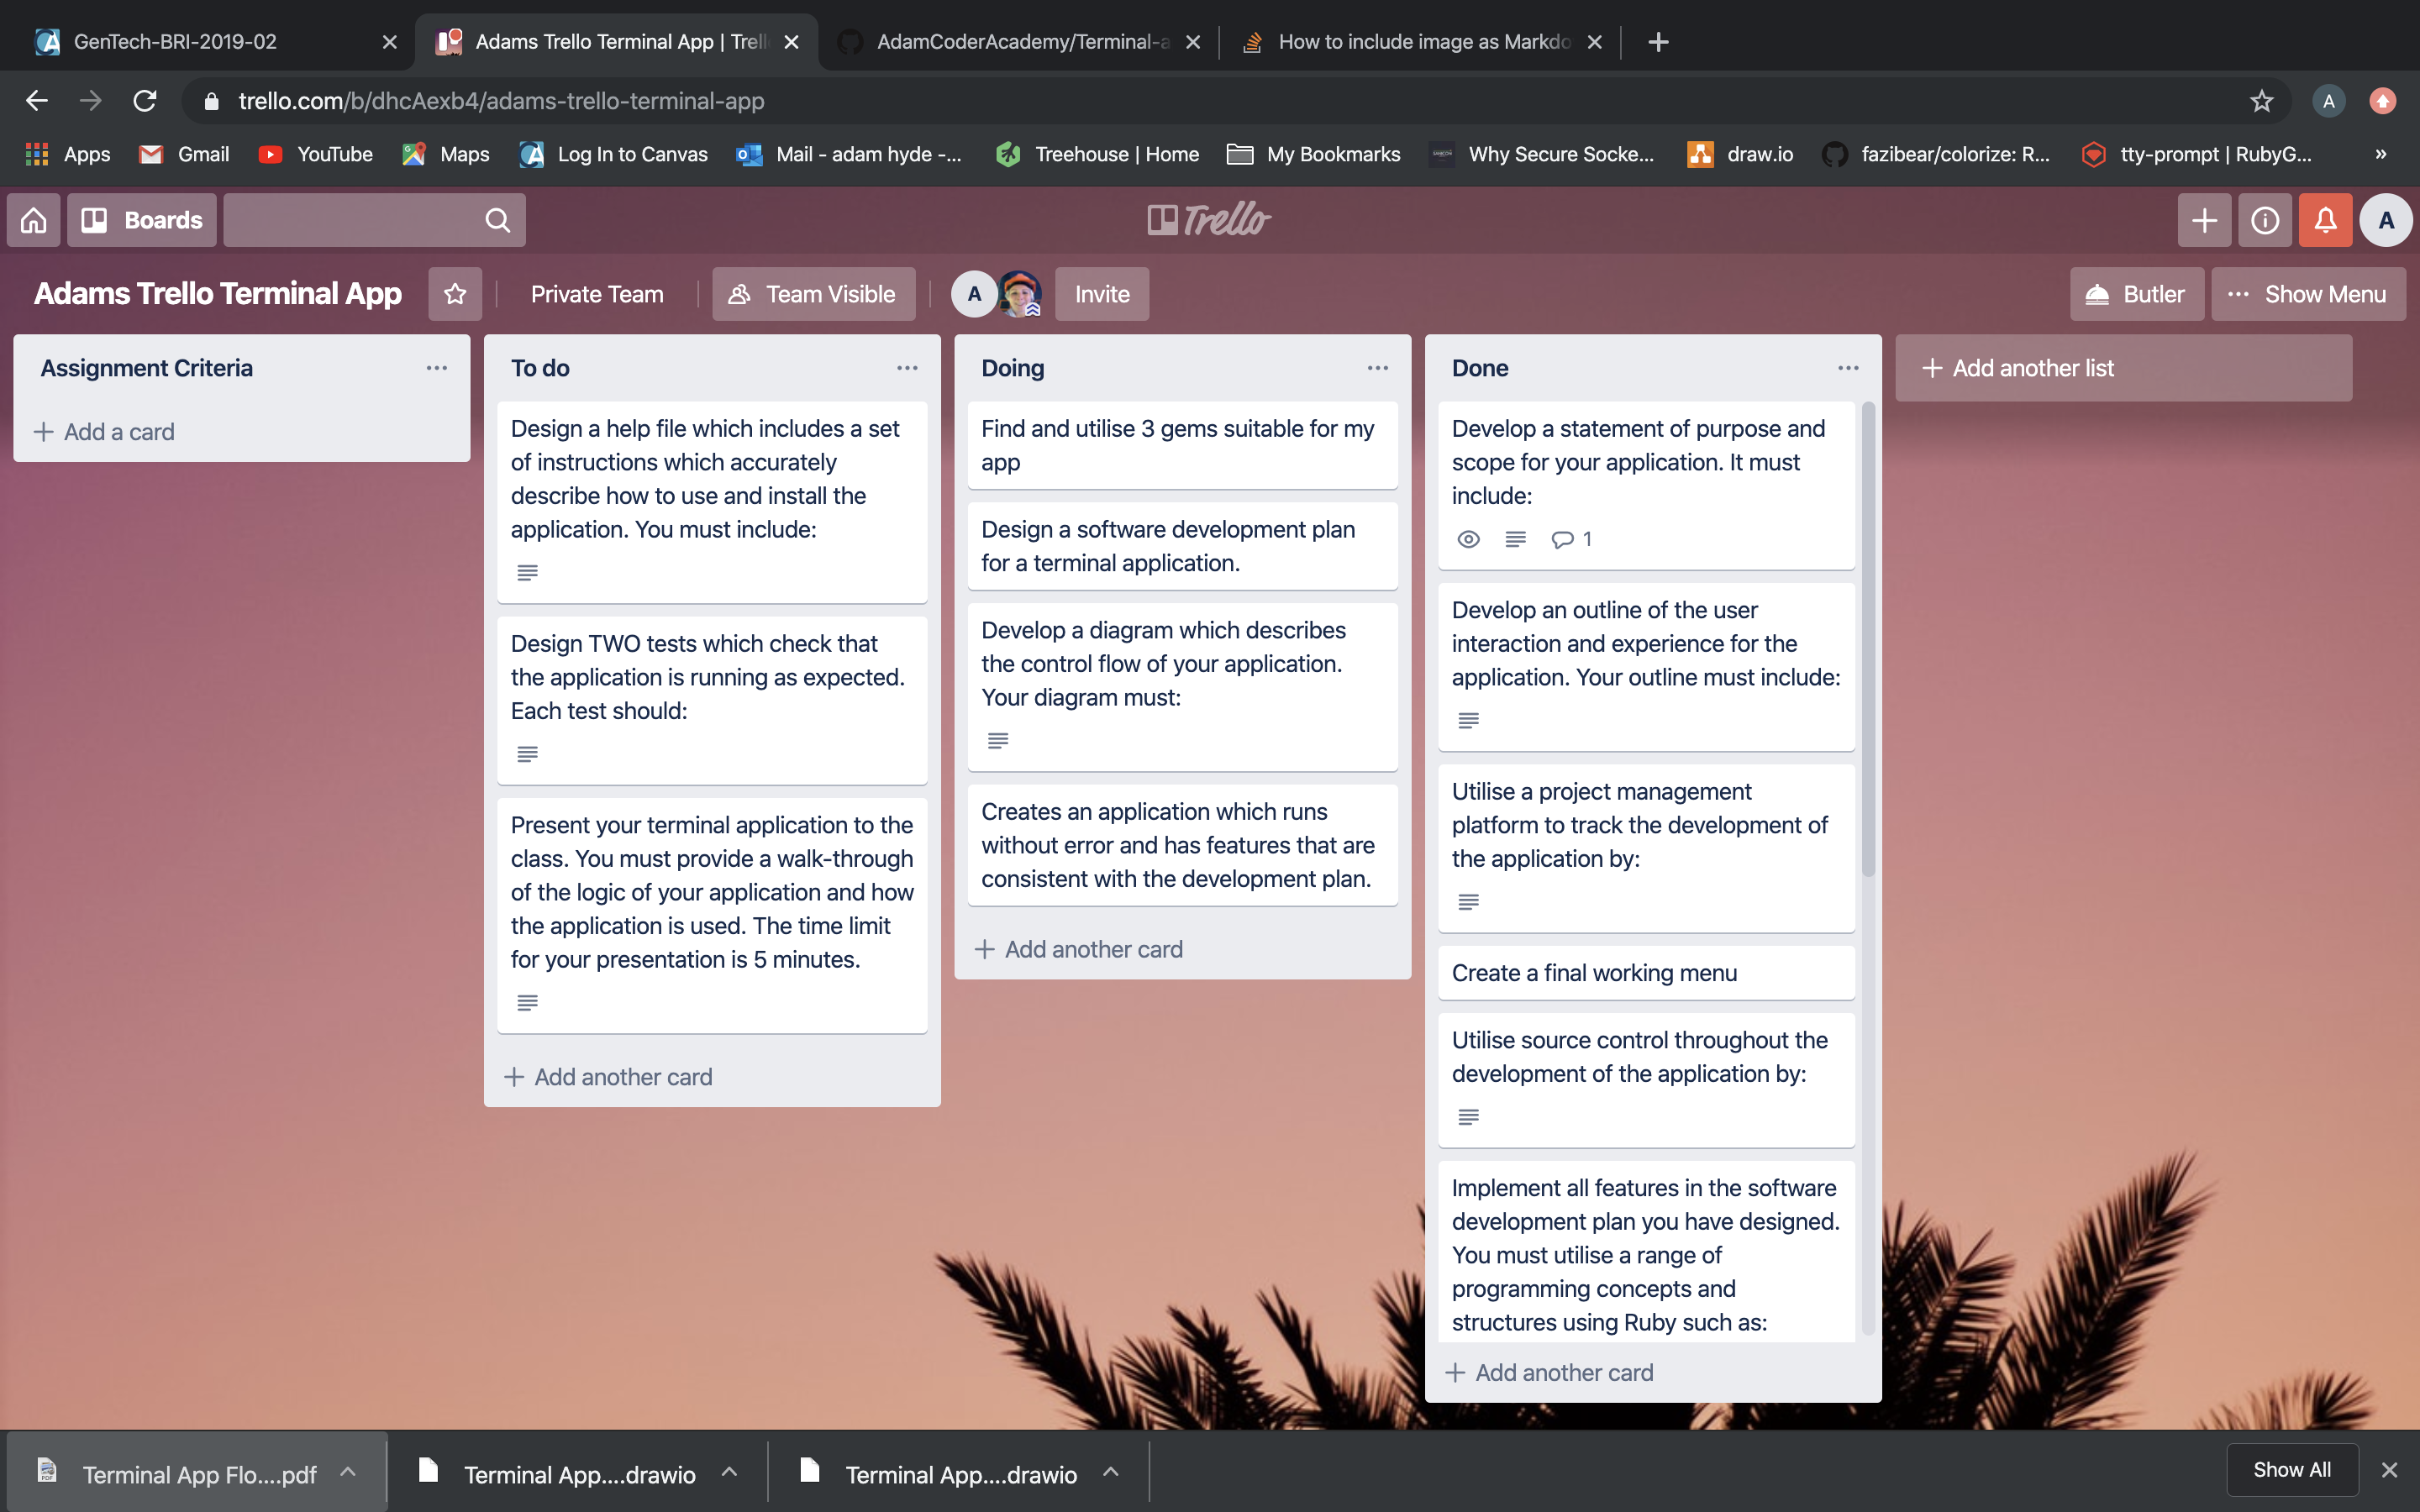 GenTech-BRI-2019-02
Adams Trello Terminal App | Trell
AdamCoderAcademy/Terminal-a
How to include image as Markdo
trello.com/b/dhcAexb4/adams-trello-terminal-app
A
Apps
Gmail
YouTube
Maps
Log In to Canvas
Mail - adam hyde -...
Treehouse | Home
My Bookmarks
Why Secure Socke...
draw.io
fazibear/colorize: R...
tty-prompt | RubyG...
»
Boards
Trello
A
Adams Trello Terminal App
Private Team
Team Visible
A
Invite
Butler
Show Menu
Assignment Criteria
Add a card
To do
Design a help file which includes a set
of instructions which accurately
describe how to use and install the
application. You must include:
Design TWO tests which check that
the application is running as expected.
Each test should:
Present your terminal application to the
class. You must provide a walk-through
of the logic of your application and how
the application is used. The time limit
for your presentation is 5 minutes.
Add another card
Doing
Find and utilise 3 gems suitable for my
app
Design a software development plan
for a terminal application.
Develop a diagram which describes
the control flow of your application.
Your diagram must:
Creates an application which runs
without error and has features that are
consistent with the development plan.
Add another card
Done
Develop a statement of purpose and
scope for your application. It must
include:
1
Develop an outline of the user
interaction and experience for the
application. Your outline must include:
Utilise a project management
platform to track the development of
the application by:
Create a final working menu
Utilise source control throughout the
development of the application by:
Implement all features in the software
development plan you have designed.
You must utilise a range of
programming concepts and
structures using Ruby such as:
Add another card
Add another list
Terminal App Flo....pdf
Terminal App....drawio
Terminal App....drawio
Show All